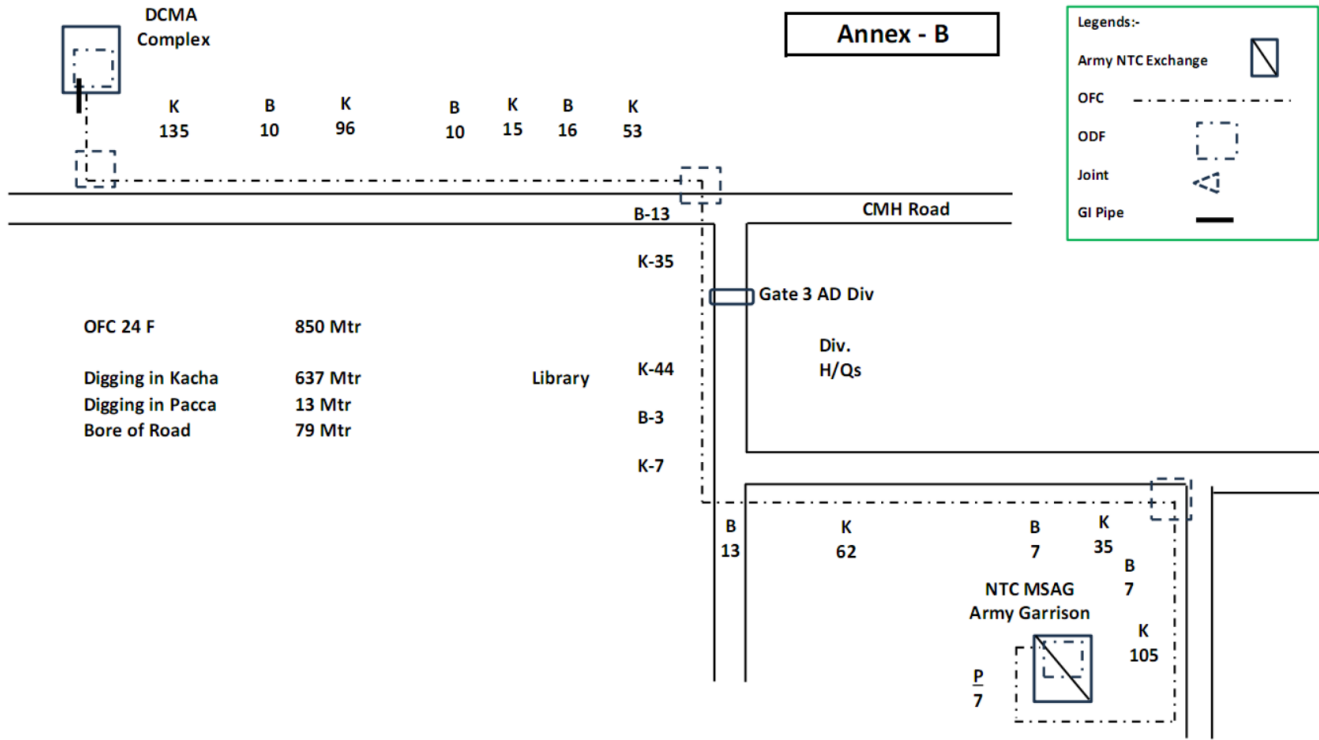 DCMA
Complex
Annex - B
Legends:-
Army NTC Exchange
OFC
ODF
Joint
GI Pipe
K B K B K B K
135 10 96 10 15 16 53
B-13
CMH Road
K-35
Gate 3 AD Div
OFC 24 F 850 Mtr
Div.
H/Qs
Digging in Kacha 637 Mtr
Digging in Pacca 13 Mtr
Bore of Road 79 Mtr
Library
K-44
B-3
K-7
B K B K
13 62 7 35
B
7
NTC MSAG
Army Garrison
K
105
P
7